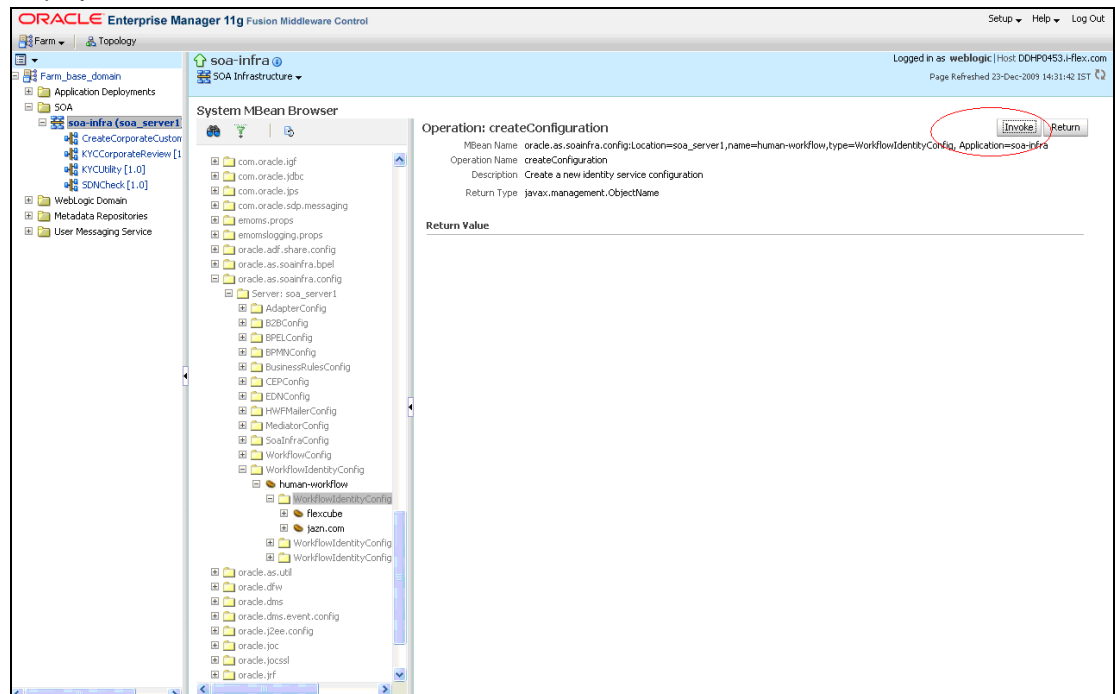 ORACLE Enterprise Manager 11g Fusion Middleware Control
Setup Help Log Out
Farm Topology
soa-infra
SOA Infrastructure
Logged in as weblogic | Host DDHP0453.i-flex.com
Page Refreshed 23-Dec-2009 14:31:42 IST
Farm_base_domain
Application Deployments
SOA
soa-infra (soa_server1
CreateCorporateCustom
KYCCorporateReview [1
KYCUtility [1.0]
SDNCheck [1.0]
WebLogic Domain
Metadata Repositories
User Messaging Service
System MBean Browser
com.oracle.igf
com.oracle.jdbc
com.oracle.jps
com.oracle.sdp.messaging
emoms.props
emomslogging.props
oracle.adf.share.config
oracle.as.soainfra.bpel
oracle.as.soainfra.config
Server: soa_server1
AdapterConfig
B2BConfig
BPELConfig
BPMNConfig
BusinessRulesConfig
CEPConfig
EDNConfig
HWFMailerConfig
MediatorConfig
SoaInfraConfig
WorkflowConfig
WorkflowIdentityConfig
human-workflow
WorkflowIdentityConfig
flexcube
jazn.com
WorkflowIdentityConfig
WorkflowIdentityConfig
oracle.as.util
oracle.dfw
oracle.dms
oracle.dms.event.config
oracle.j2ee.config
oracle.joc
oracle.jocssl
oracle.jrf
Operation: createConfiguration
Invoke Return
MBean Name oracle.as.soainfra.config:Location=soa_server1,name=human-workflow,type=WorkflowIdentityConfig, Application=soa-infra
Operation Name createConfiguration
Description Create a new identity service configuration
Return Type javax.management.ObjectName
Return Value